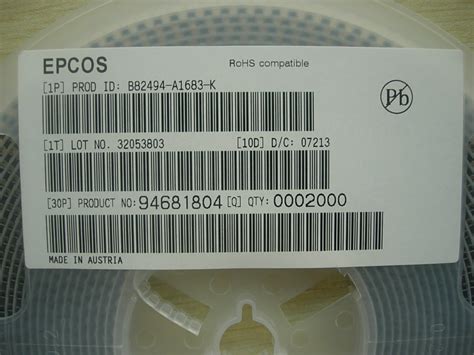 EPCOS
RoHS compatible
[1P] PROD ID: B82494-A1683-K
Pb
[1T] LOT NO. 32053803
[10D] D/C: 07213
[30P] PRODUCT NO: 94681804 [Q] QTY: 0002000
MADE IN AUSTRIA